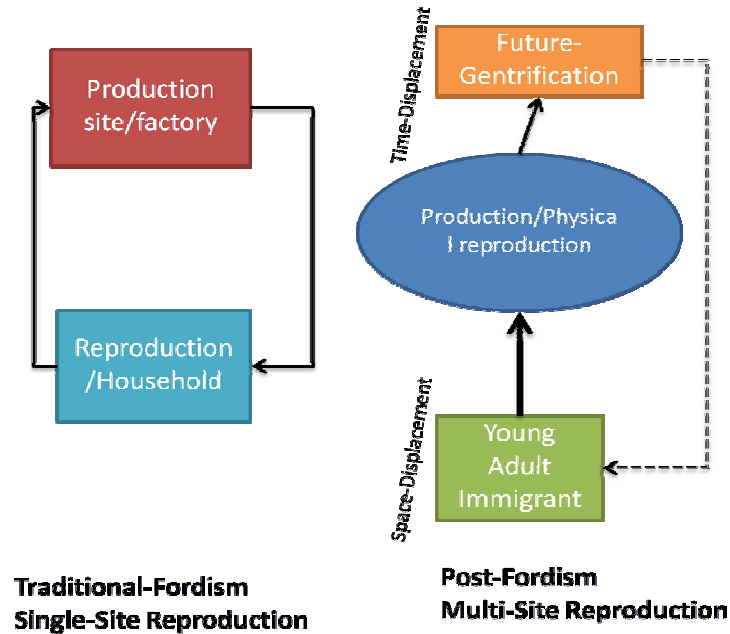 Production
site/factory
Reproduction
/Household
Traditional-Fordism
Single-Site Reproduction
Time-Displacement
Future-
Gentrification
Production/Physica
l reproduction
Space-Displacement
Young
Adult
Immigrant
Post-Fordism
Multi-Site Reproduction